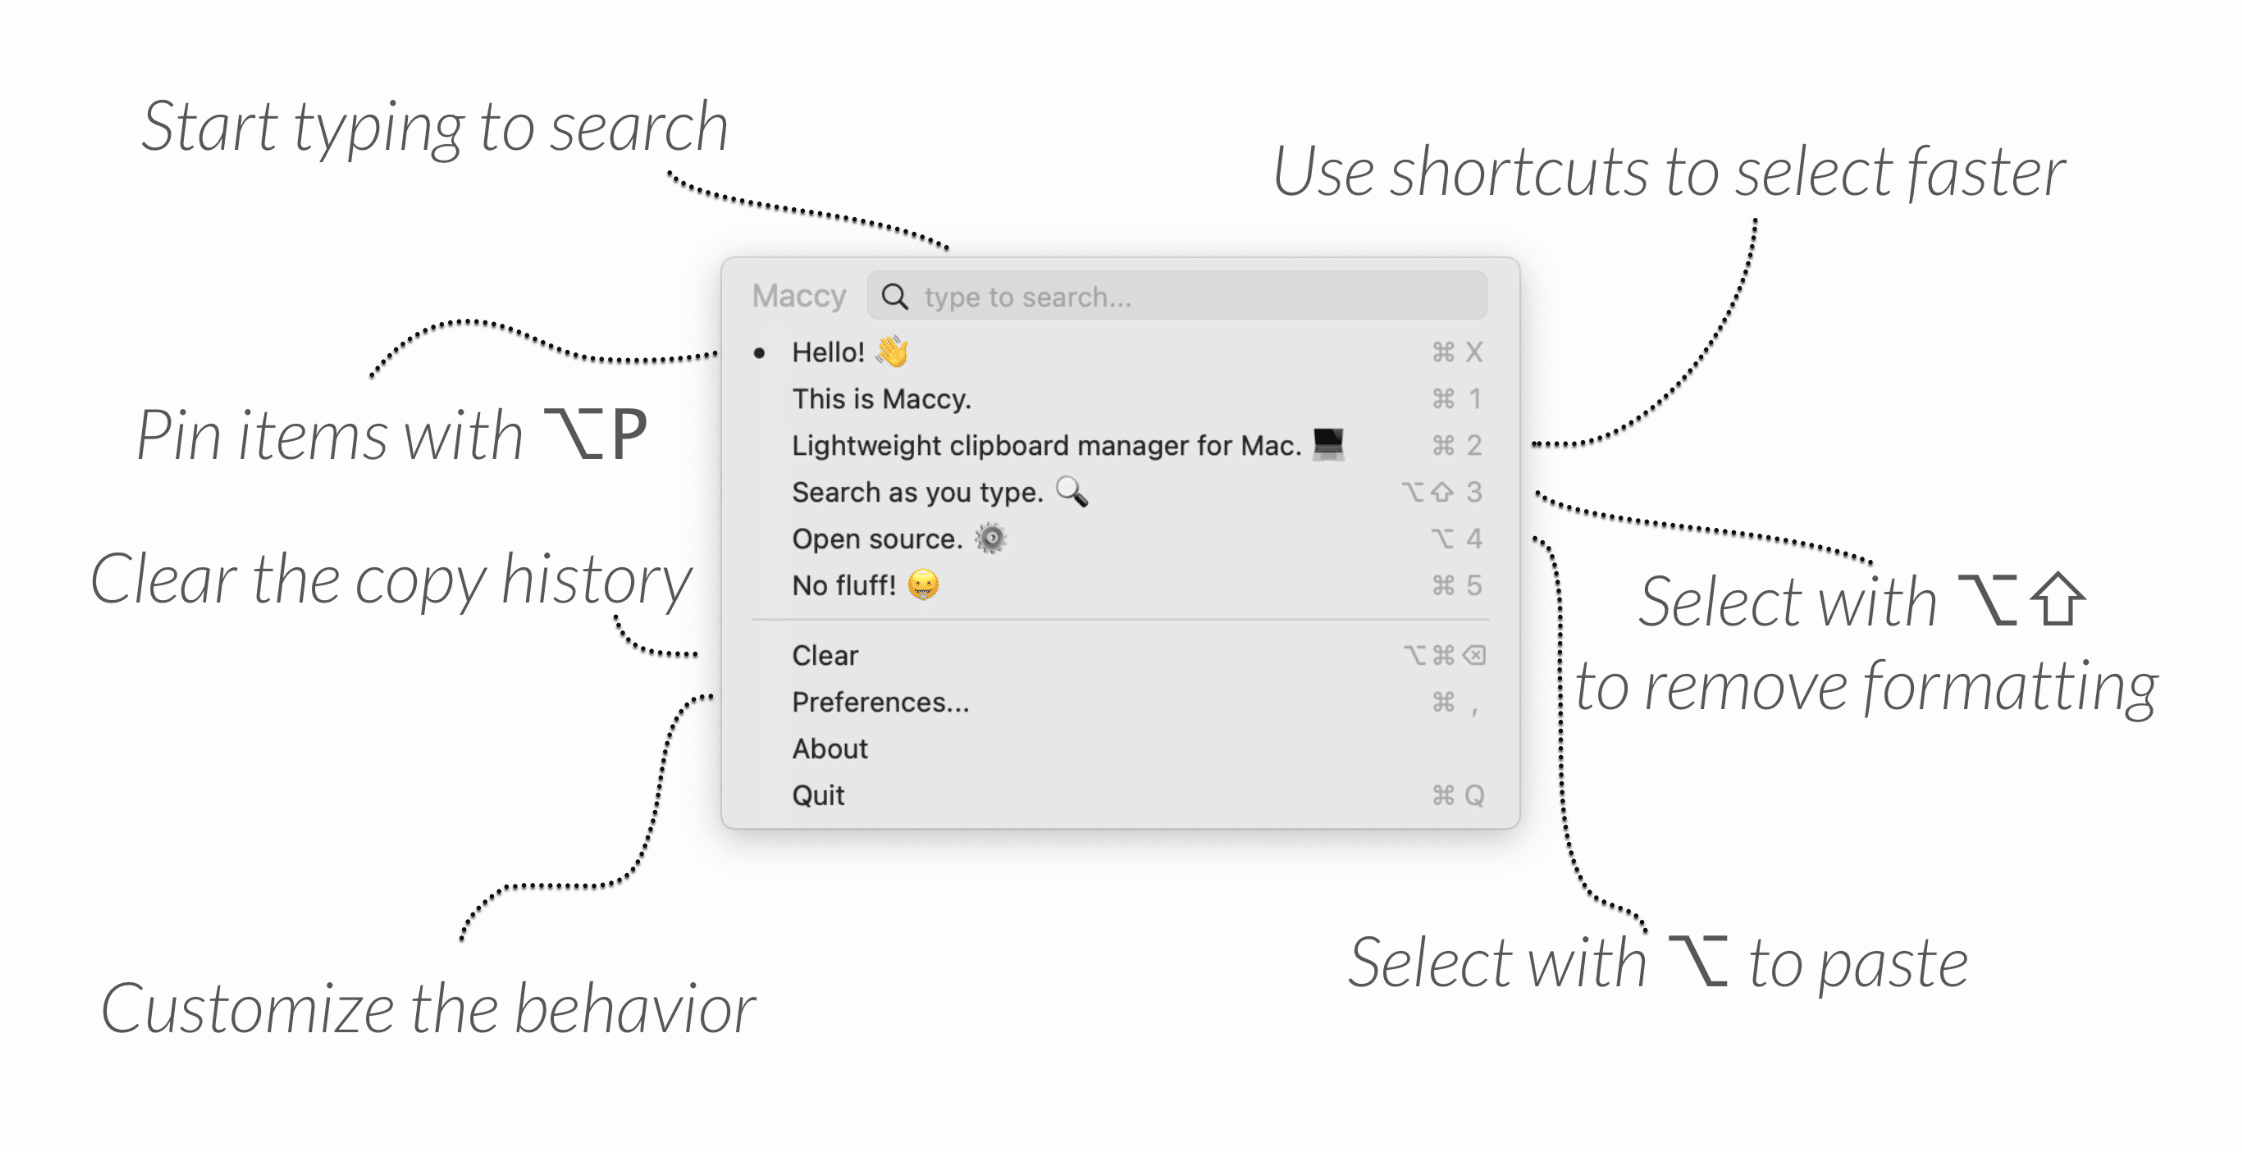 Start typing to search
Use shortcuts to select faster
Maccy type to search...
• Hello! 👋 ⌘ X
This is Maccy. ⌘ 1
Lightweight clipboard manager for Mac. 💻 ⌘ 2
Search as you type. 🔍 ⌥⇧ 3
Open source. ⚙️ ⌥ 4
No fluff! 😛 ⌘ 5
Clear ⌥⌘⌫
Preferences... ⌘ ,
About
Quit ⌘ Q
Pin items with ⌥P
Clear the copy history
Customize the behavior
Select with ⌥⇧
to remove formatting
Select with ⌥ to paste